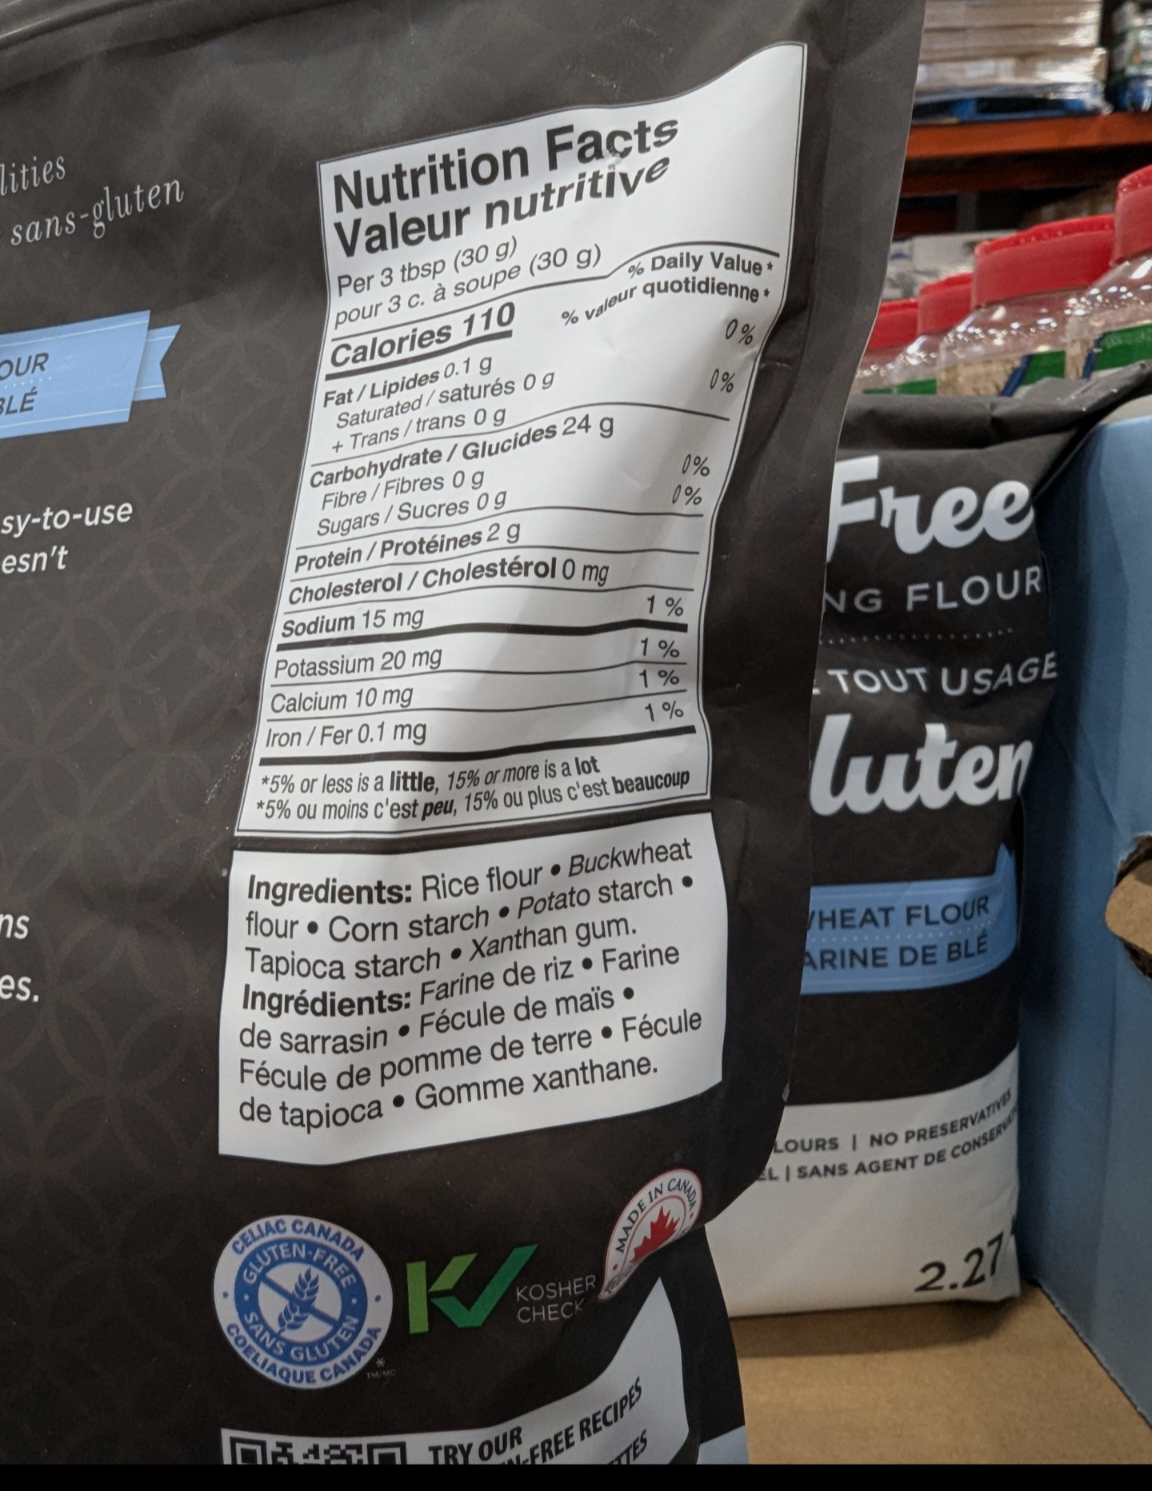 lities
sans-gluten
OUR
BLÉ
sy-to-use
esn't
ns
es.
Nutrition Facts
Valeur nutritive
Per 3 tbsp (30 g)
pour 3 c. à soupe (30 g)
% Daily Value*
% valeur quotidienne*
Calories 110
Fat / Lipides 0.1 g 0%
Saturated / saturés 0 g
+ Trans / trans 0 g 0%
Carbohydrate / Glucides 24 g
Fibre / Fibres 0 g 0%
Sugars / Sucres 0 g 0%
Protein / Protéines 2 g
Cholesterol / Cholestérol 0 mg
Sodium 15 mg 1 %
Potassium 20 mg 1 %
Calcium 10 mg 1 %
Iron / Fer 0.1 mg 1 %
*5% or less is a little, 15% or more is a lot
*5% ou moins c'est peu, 15% ou plus c'est beaucoup
Ingredients: Rice flour • Buckwheat
flour • Corn starch • Potato starch •
Tapioca starch • Xanthan gum.
Ingrédients: Farine de riz • Farine
de sarrasin • Fécule de maïs •
Fécule de pomme de terre • Fécule
de tapioca • Gomme xanthane.
CELIAC CANADA
GLUTEN-FREE
SANS GLUTEN
COELIAQUE CANADA
*
TM/MC
KOSHER
CHECK
MADE IN CANADA
TRY OUR
N-FREE RECIPES
TTES
Free
NG FLOUR
TOUT USAGE
luten
WHEAT FLOUR
ARINE DE BLÉ
LOURS | NO PRESERVATIVES
EL | SANS AGENT DE CONSERVA
2.27